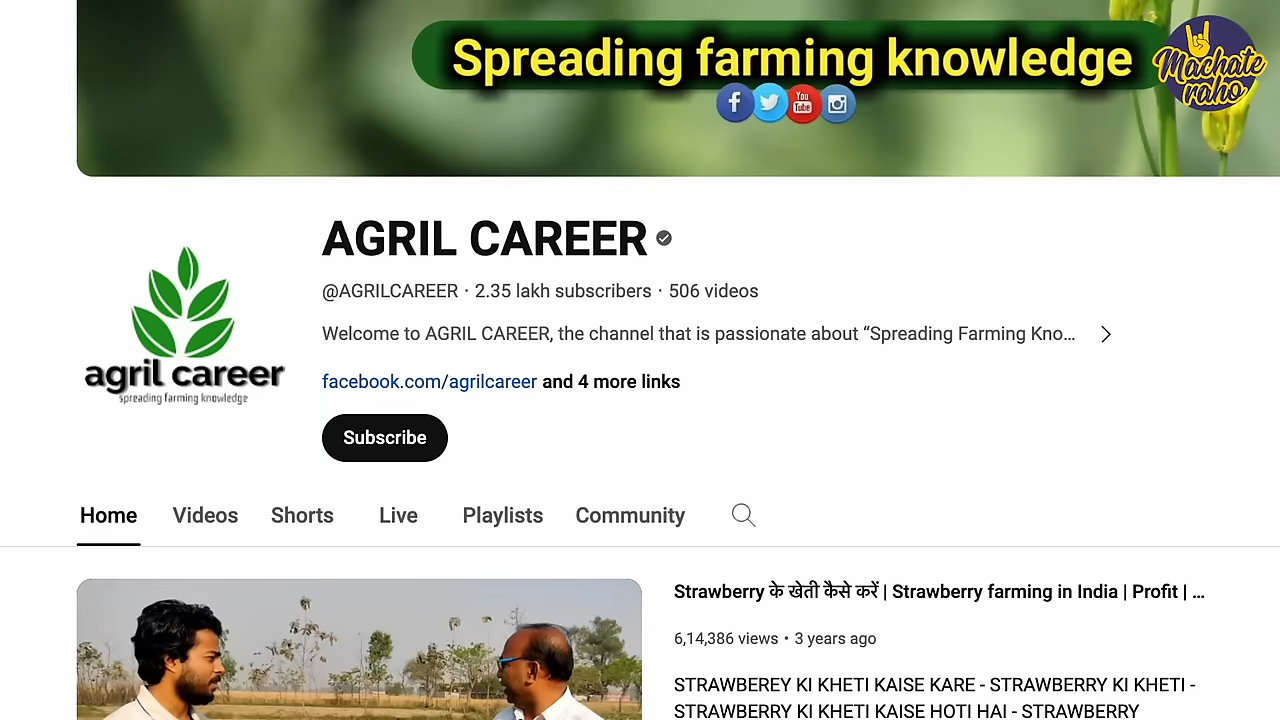 Spreading farming knowledge
Machate raho
You Tube
AGRIL CAREER
@AGRILCAREER · 2.35 lakh subscribers · 506 videos
Welcome to AGRIL CAREER, the channel that is passionate about “Spreading Farming Kno...
agril career
spreading farming knowledge
facebook.com/agrilcareer and 4 more links
Subscribe
Home Videos Shorts Live Playlists Community
Strawberry के खेती कैसे करें | Strawberry farming in India | Profit | ...
6,14,386 views · 3 years ago
STRAWBEREY KI KHETI KAISE KARE - STRAWBERRY KI KHETI -
STRAWBERRY KI KHETI KAISE HOTI HAI - STRAWBERRY